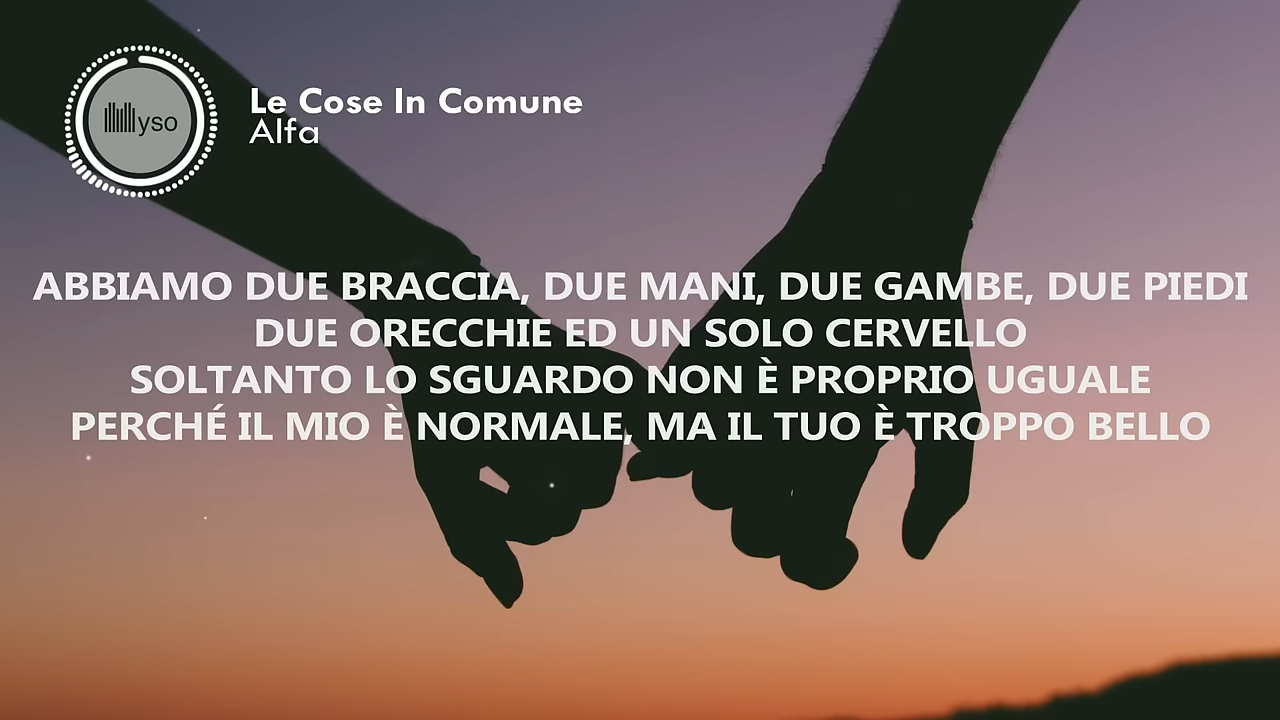 yso
Le Cose In Comune
Alfa
ABBIAMO DUE BRACCIA, DUE MANI, DUE GAMBE, DUE PIEDI
DUE ORECCHIE ED UN SOLO CERVELLO
SOLTANTO LO SGUARDO NON È PROPRIO UGUALE
PERCHÉ IL MIO È NORMALE, MA IL TUO È TROPPO BELLO